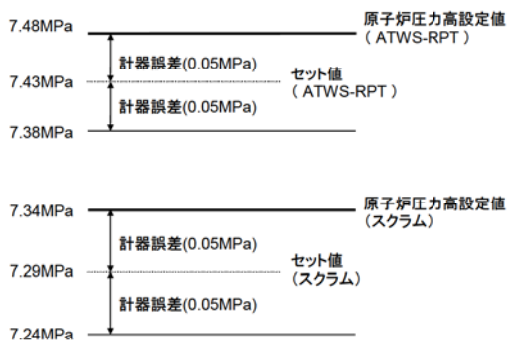 7.48MPa
原子炉圧力高設定値
( ATWS-RPT )
計器誤差(0.05MPa)
7.43MPa
セット値
( ATWS-RPT )
計器誤差(0.05MPa)
7.38MPa
7.34MPa
原子炉圧力高設定値
(スクラム)
計器誤差(0.05MPa)
7.29MPa
セット値
(スクラム)
計器誤差(0.05MPa)
7.24MPa